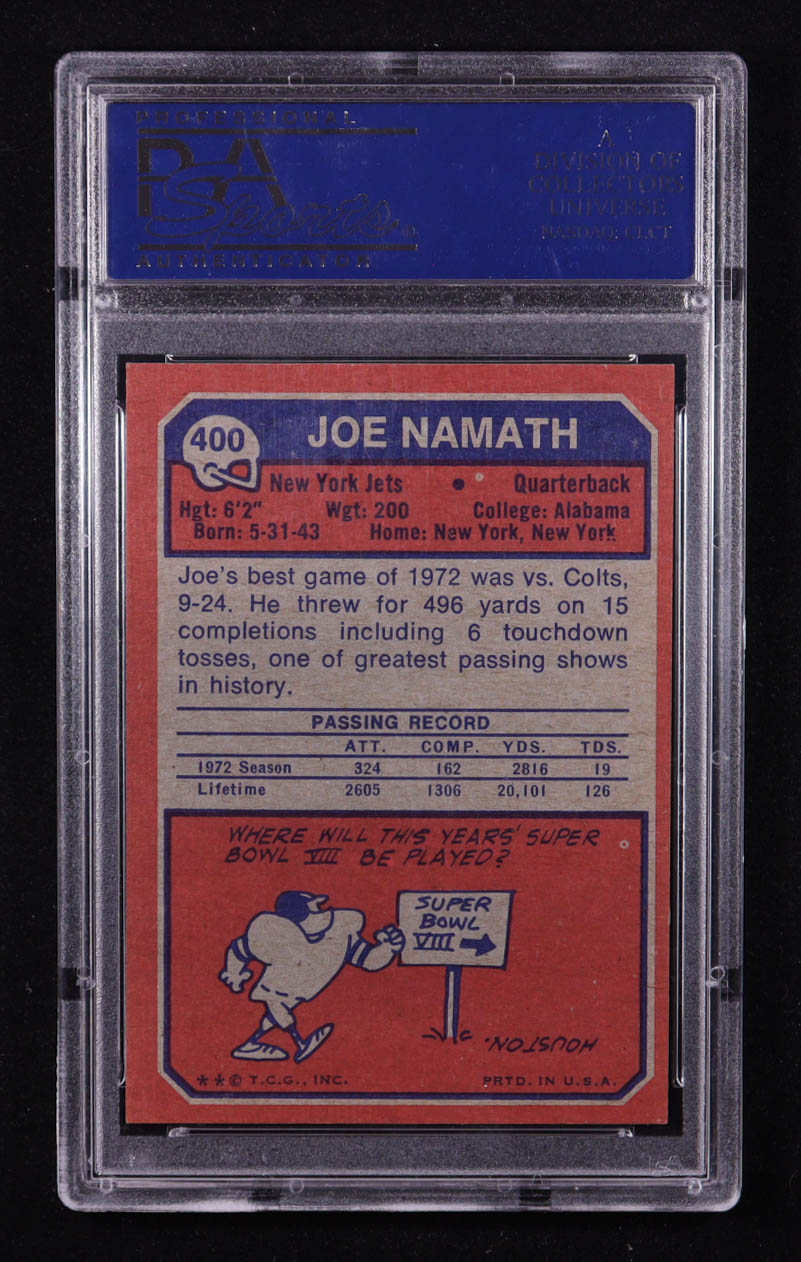 PROFESSIONAL
PSA
Sports
AUTHENTICATOR
®
A
DIVISION OF
COLLECTORS
UNIVERSE
NASDAQ: CLCT
400
JOE NAMATH
New York Jets • Quarterback
Hgt: 6'2" Wgt: 200 College: Alabama
Born: 5-31-43 Home: New York, New York
Joe's best game of 1972 was vs. Colts,
9-24. He threw for 496 yards on 15
completions including 6 touchdown
tosses, one of greatest passing shows
in history.
PASSING RECORD
ATT. COMP. YDS. TDS.
1972 Season 324 162 2816 19
Lifetime 2605 1306 20,101 126
WHERE WILL THIS YEARS' SUPER
BOWL VIII BE PLAYED?
SUPER
BOWL
VIII
HOUSTON.
**© T.C.G., INC. PRTD. IN U.S.A.
PSA